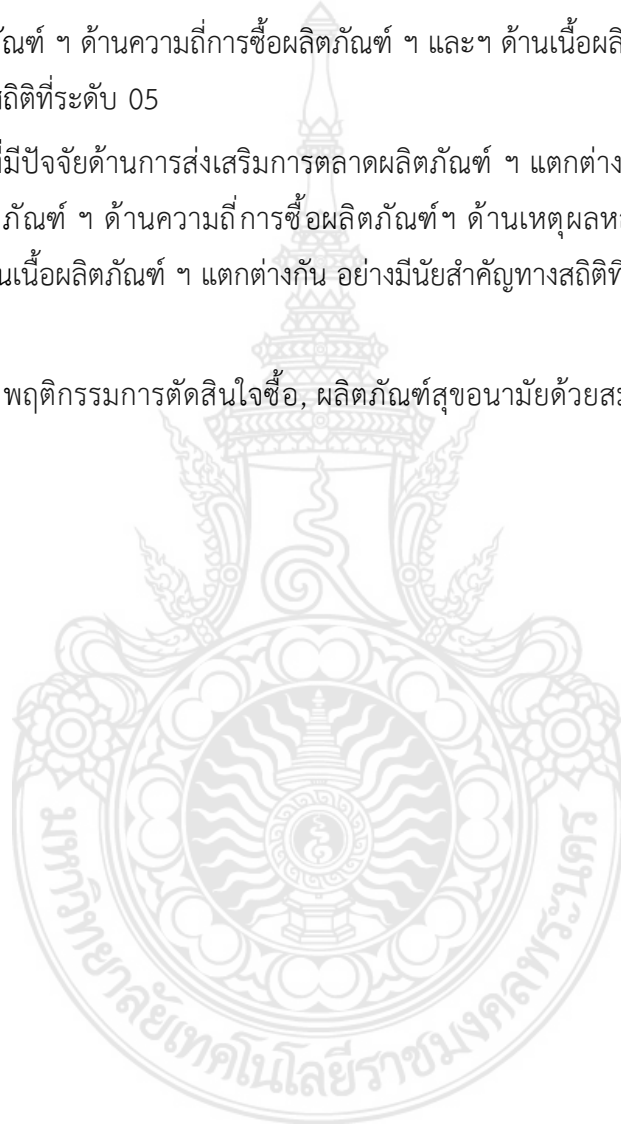 ัณฑ์ ฯ ด้านความถี่การซื้อผลิตภัณฑ์ ฯ และฯ ด้านเนื้อผลิ
สถิติที่ระดับ 05
ที่มีปัจจัยด้านการส่งเสริมการตลาดผลิตภัณฑ์ ฯ แตกต่าง
ภัณฑ์ ฯ ด้านความถี่การซื้อผลิตภัณฑ์ฯ ด้านเหตุผลห
นเนื้อผลิตภัณฑ์ ฯ แตกต่างกัน อย่างมีนัยสำคัญทางสถิติที
พฤติกรรมการตัดสินใจซื้อ, ผลิตภัณฑ์สุขอนามัยด้วยส
มหาวิทยาลัยเทคโนโลยีราชมงคลพระนคร